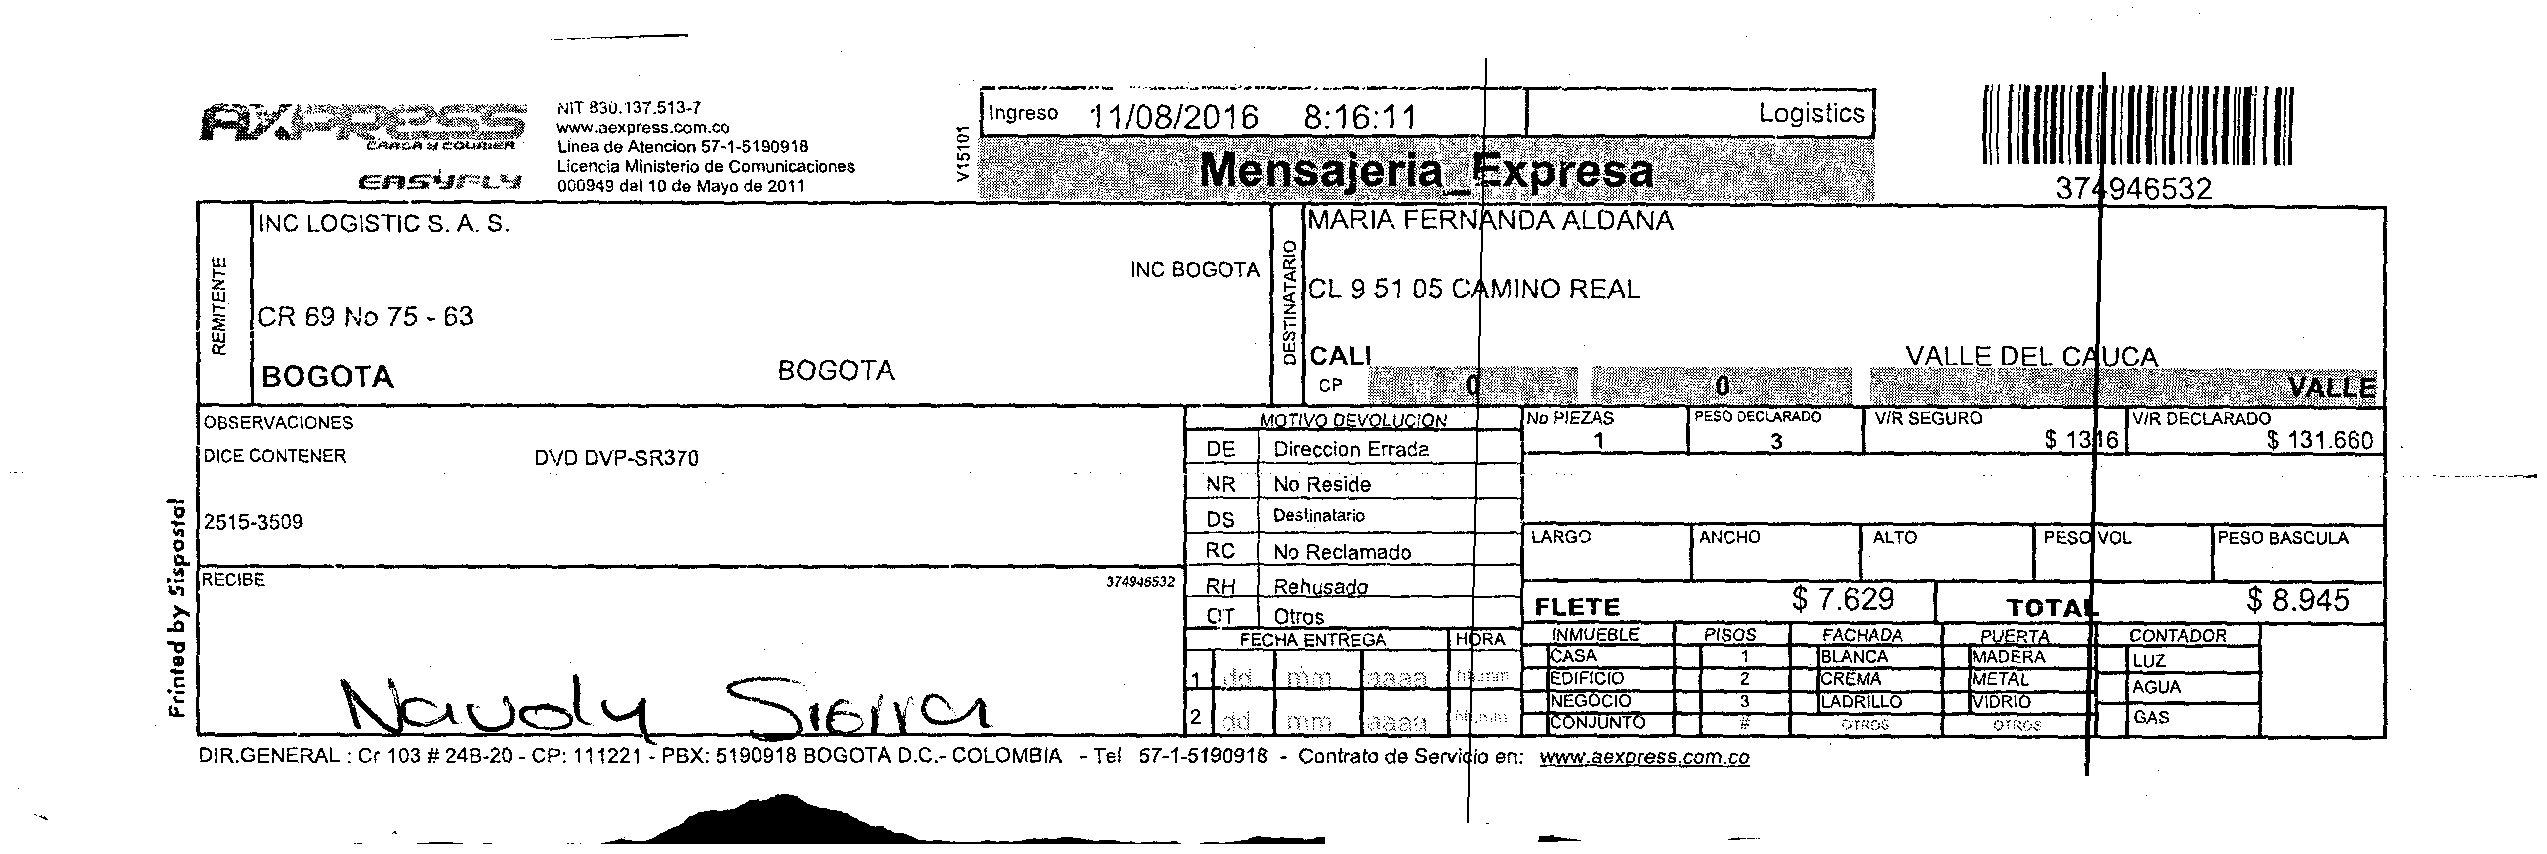 AXPRESS
CARGA Y COURIER
EASYFLY
NIT 830.137.513-7
www.aexpress.com.co
Linea de Atencion 57-1-5190918
Licencia Ministerio de Comunicaciones
000949 del 10 de Mayo de 2011
V15101
Ingreso 11/08/2016 8:16:11 Logistics
Mensajeria_Expresa
374946532
REMITENTE
INC LOGISTIC S. A. S.
INC BOGOTA
CR 69 No 75 - 63
BOGOTA BOGOTA
DESTINATARIO
MARIA FERNANDA ALDANA
CL 9 51 05 CAMINO REAL
CALI VALLE DEL CAUCA
CP 0 0 VALLE
OBSERVACIONES
DICE CONTENER DVD DVP-SR370
2515-3509
RECIBE 374946532
Naudy Sierra
Printed by Sispostal
MOTIVO DEVOLUCION
DE Direccion Errada
NR No Reside
DS Destinatario
RC No Reclamado
RH Rehusado
OT Otros
FECHA ENTREGA HORA
1 dd mm aaaa hh:mm
2 dd mm aaaa hh:mm
No PIEZAS PESO DECLARADO V/R SEGURO V/R DECLARADO
1 3 $ 1316 $ 131.660
LARGO ANCHO ALTO PESO VOL PESO BASCULA
FLETE $ 7.629 TOTAL $ 8.945
INMUEBLE PISOS FACHADA PUERTA CONTADOR
CASA 1 BLANCA MADERA LUZ
EDIFICIO 2 CREMA METAL AGUA
NEGOCIO 3 LADRILLO VIDRIO GAS
CONJUNTO # OTROS OTROS
DIR.GENERAL : Cr 103 # 24B-20 - CP: 111221 - PBX: 5190918 BOGOTA D.C.- COLOMBIA - Tel 57-1-5190918 - Contrato de Servicio en: www.aexpress.com.co